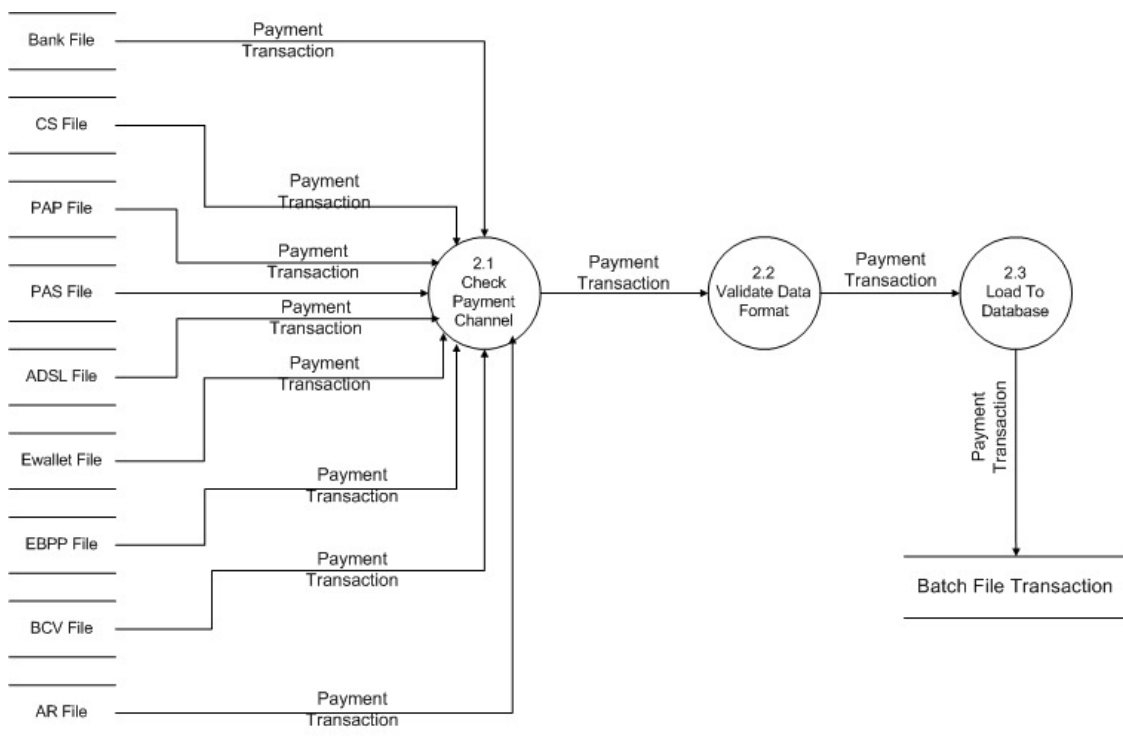 Bank File
Payment
Transaction
CS File
Payment
Transaction
PAP File
Payment
Transaction
PAS File
ADSL File
Payment
Transaction
Ewallet File
Payment
Transaction
EBPP File
Payment
Transaction
BCV File
Payment
Transaction
AR File
Payment
Transaction
2.1
Check
Payment
Channel
Payment
Transaction
2.2
Validate Data
Format
Payment
Transaction
2.3
Load To
Database
Payment
Transaction
Batch File Transaction